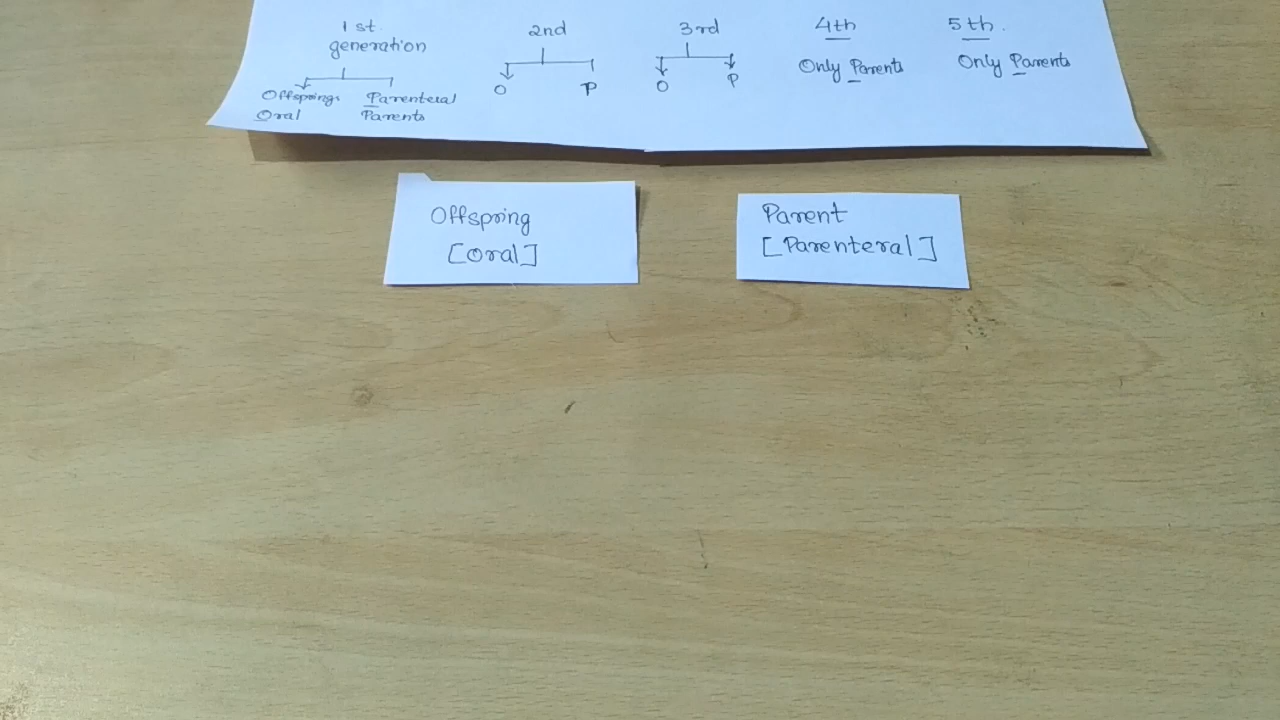 1st.
generation
Offsprings
Oral
Parenteral
Parents
2nd
O
P
3rd
O
P
4th
Only Parents
5th.
Only Parents
Offspring
[Oral]
Parent
[Parenteral]